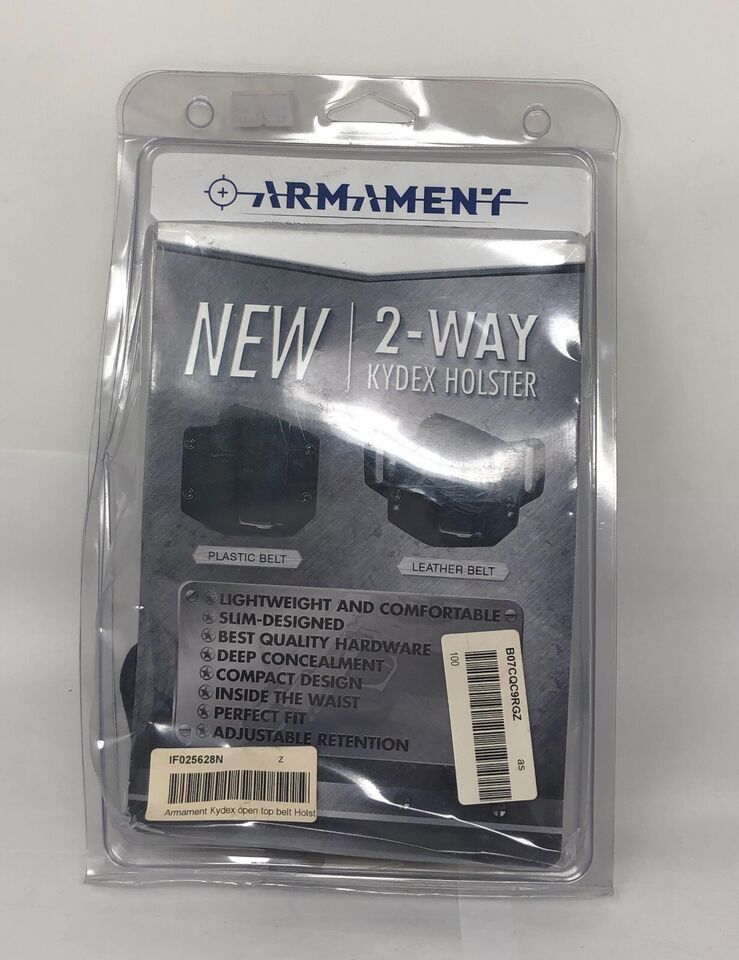 ARMAMENT
NEW
2-WAY
KYDEX HOLSTER
PLASTIC BELT
LEATHER BELT
LIGHTWEIGHT AND COMFORTABLE
SLIM-DESIGNED
BEST QUALITY HARDWARE
DEEP CONCEALMENT
COMPACT DESIGN
INSIDE THE WAIST
PERFECT FIT
ADJUSTABLE RETENTION
B07CQC9RGZ
100
as
IF025628N Z
Armament Kydex open top belt Holst